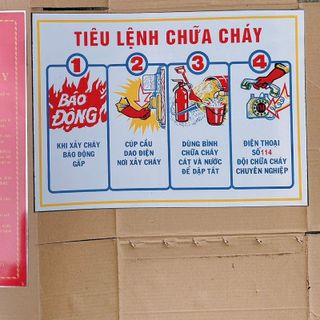 TIÊU LỆNH CHỮA CHÁY
1
BÁO
ĐỘNG
KHI XẢY CHÁY
BÁO ĐỘNG
GẤP
2
CÚP CẦU
DAO ĐIỆN
NƠI XẢY CHÁY
3
DÙNG BÌNH
CHỮA CHÁY
CÁT VÀ NƯỚC
ĐỂ DẬP TẮT
4
ĐIỆN THOẠI
SỐ 114
ĐỘI CHỮA CHÁY
CHUYÊN NGHIỆP